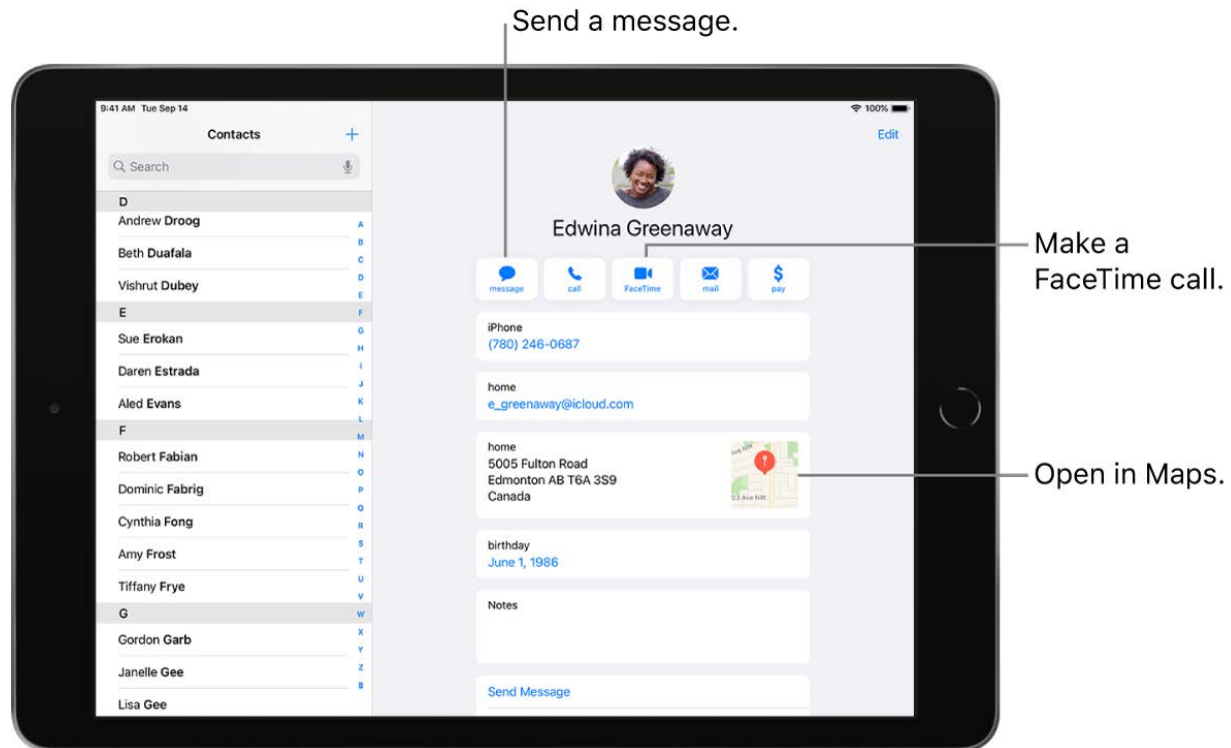 Send a message.
9:41 AM Tue Sep 14
100%
Contacts
+
Edit
Search
D
Andrew Droog
Beth Duafala
Vishrut Dubey
E
Sue Erokan
Daren Estrada
Aled Evans
F
Robert Fabian
Dominic Fabrig
Cynthia Fong
Amy Frost
Tiffany Frye
G
Gordon Garb
Janelle Gee
Lisa Gee
A
B
C
D
E
F
G
H
I
J
K
L
M
N
O
P
Q
R
S
T
U
V
W
X
Y
Z
#
Edwina Greenaway
message call FaceTime mail $ pay
iPhone
(780) 246-0687
home
e_greenaway@icloud.com
home
5005 Fulton Road
Edmonton AB T6A 3S9
Canada
03 Ave NW
birthday
June 1, 1986
Notes
Send Message
Make a
FaceTime call.
Open in Maps.